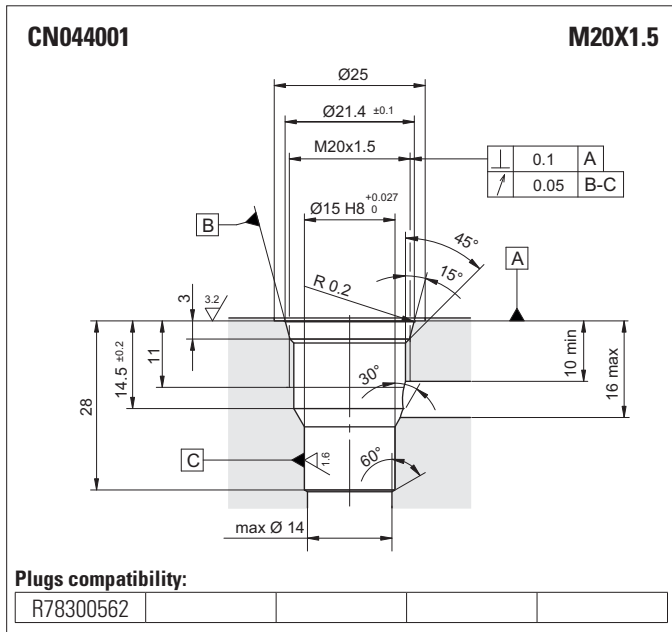 CN044001 M20X1.5
Ø25
Ø21.4 ±0.1
M20x1.5
⊥ 0.1 A
↗ 0.05 B-C
Ø15 H8 +0.027 0
B
45°
15°
R 0.2
A
3
3.2
11
14.5 ±0.2
28
10 min
16 max
30°
C
1.6
60°
max Ø 14
Plugs compatibility:
R78300562